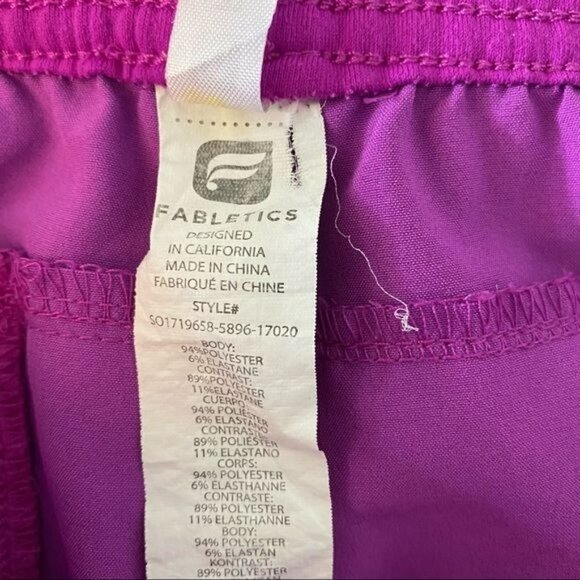 FABLETICS
DESIGNED
IN CALIFORNIA
MADE IN CHINA
FABRIQUÉ EN CHINE
STYLE#
SO1719658-5896-17020
BODY:
94%POLYESTER
6% ELASTANE
CONTRAST:
89%POLYESTER
11%ELASTANE
CUERPO
94% POLIÉSTER
6% ELASTANO
CONTRASTO
89% POLIÉSTER
11% ELASTANO
CORPS:
94% POLYESTER
6% ELASTHANNE
CONTRASTE:
89% POLYESTER
11% ELASTHANNE
BODY:
94% POLYESTER
6% ELASTAN
KONTRAST:
89% POLYESTER